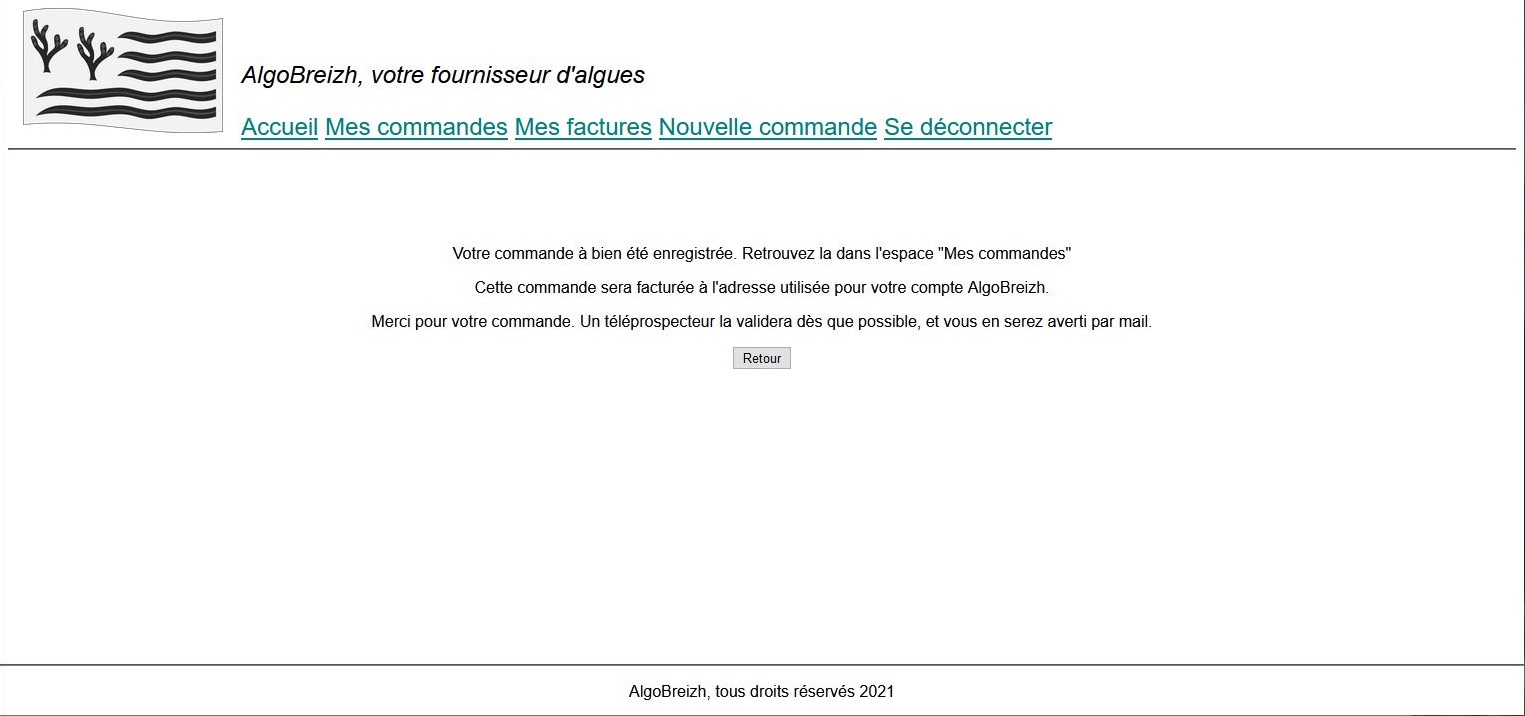 AlgoBreizh, votre fournisseur d'algues
Accueil Mes commandes Mes factures Nouvelle commande Se déconnecter
Votre commande à bien été enregistrée. Retrouvez la dans l'espace "Mes commandes"
Cette commande sera facturée à l'adresse utilisée pour votre compte AlgoBreizh.
Merci pour votre commande. Un téléprospecteur la validera dès que possible, et vous en serez averti par mail.
Retour
AlgoBreizh, tous droits réservés 2021